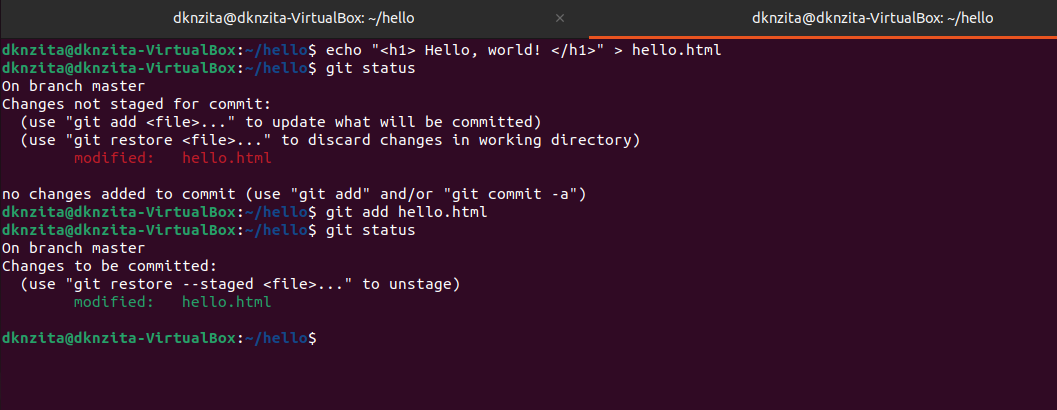 dknzita@dknzita-VirtualBox: ~/hello × dknzita@dknzita-VirtualBox: ~/hello
dknzita@dknzita-VirtualBox:~/hello$ echo "<h1> Hello, world! </h1>" > hello.html
dknzita@dknzita-VirtualBox:~/hello$ git status
On branch master
Changes not staged for commit:
  (use "git add <file>..." to update what will be committed)
  (use "git restore <file>..." to discard changes in working directory)
        modified:   hello.html

no changes added to commit (use "git add" and/or "git commit -a")
dknzita@dknzita-VirtualBox:~/hello$ git add hello.html
dknzita@dknzita-VirtualBox:~/hello$ git status
On branch master
Changes to be committed:
  (use "git restore --staged <file>..." to unstage)
        modified:   hello.html

dknzita@dknzita-VirtualBox:~/hello$